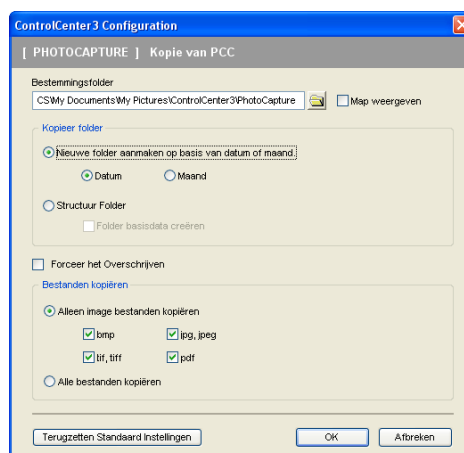 ControlCenter3 Configuration
[ PHOTOCAPTURE ] Kopie van PCC
Bestemmingsfolder
CS\My Documents\My Pictures\ControlCenter3\PhotoCapture
Map weergeven
Kopieer folder
Nieuwe folder aanmaken op basis van datum of maand.
Datum Maand
Structuur Folder
Folder basisdata creëren
Forceer het Overschrijven
Bestanden kopiëren
Alleen image bestanden kopiëren
bmp jpg, jpeg
tif, tiff pdf
Alle bestanden kopiëren
Terugzetten Standaard Instellingen OK Afbreken